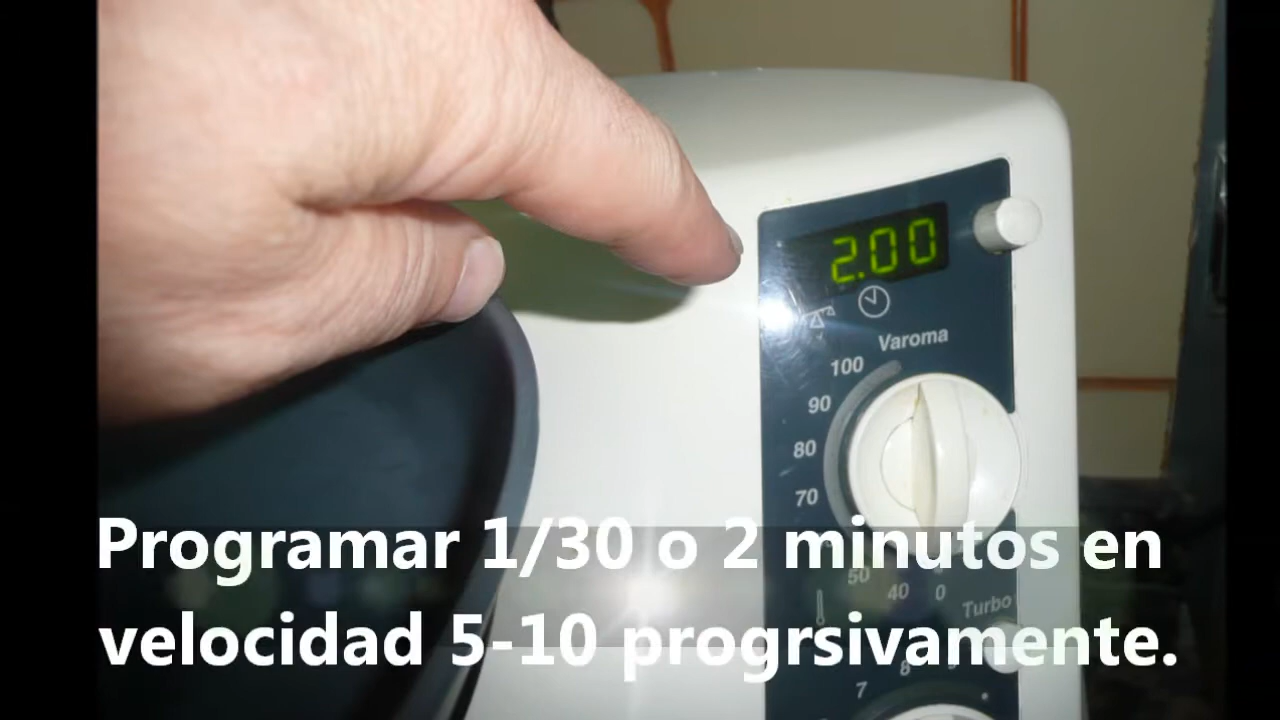 2.00
Varoma
100
90
80
70
Programar 1/30 o 2 minutos en
50
40
0
Turbo
velocidad 5-10 progrsivamente.
8
7